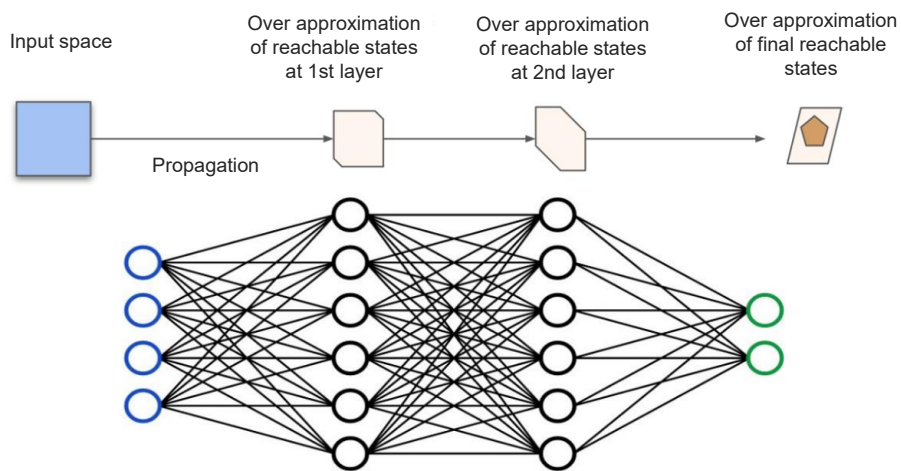 Input space
Over approximation
of reachable states
at 1st layer
Over approximation
of reachable states
at 2nd layer
Over approximation
of final reachable
states
Propagation